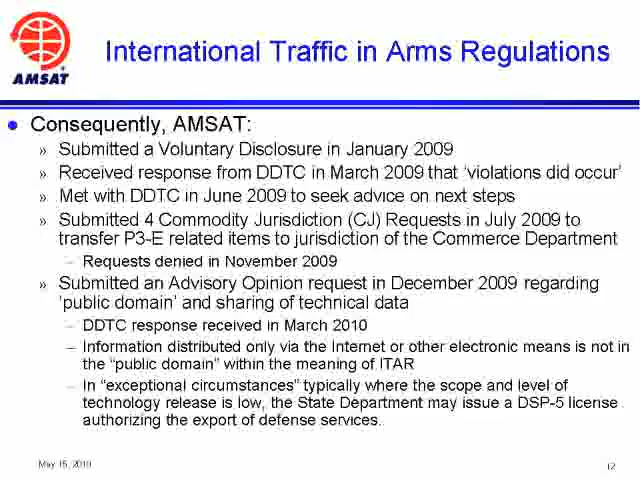 AMSAT
International Traffic in Arms Regulations
● Consequently, AMSAT:
» Submitted a Voluntary Disclosure in January 2009
» Received response from DDTC in March 2009 that ‘violations did occur’
» Met with DDTC in June 2009 to seek advice on next steps
» Submitted 4 Commodity Jurisdiction (CJ) Requests in July 2009 to
transfer P3-E related items to jurisdiction of the Commerce Department
– Requests denied in November 2009
» Submitted an Advisory Opinion request in December 2009 regarding
‘public domain’ and sharing of technical data
– DDTC response received in March 2010
– Information distributed only via the Internet or other electronic means is not in
the “public domain” within the meaning of ITAR
– In “exceptional circumstances” typically where the scope and level of
technology release is low, the State Department may issue a DSP-5 license
authorizing the export of defense services.
May 15, 2010
12